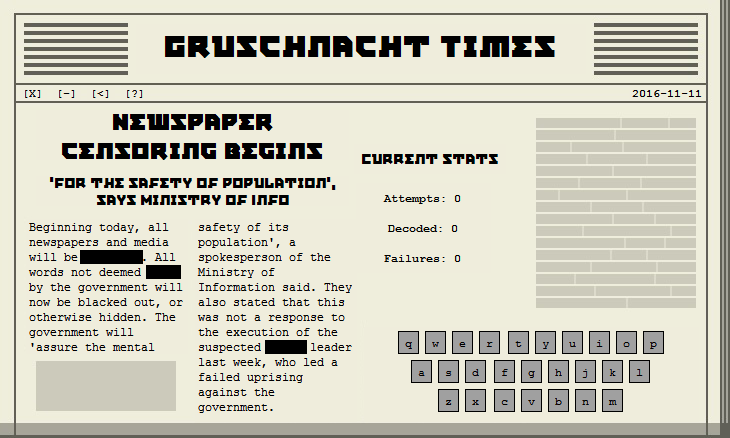 GRUSCHNACHT TIMES
[X] [-] [<] [?]
2016-11-11
NEWSPAPER
CENSORING BEGINS
'FOR THE SAFETY OF POPULATION',
SAYS MINISTRY OF INFO
Beginning today, all
newspapers and media
will be . All
words not deemed
by the government will
now be blacked out, or
otherwise hidden. The
government will
'assure the mental
safety of its
population', a
spokesperson of the
Ministry of
Information said. They
also stated that this
was not a response to
the execution of the
suspected leader
last week, who led a
failed uprising
against the
government.
CURRENT STATS
Attempts: 0
Decoded: 0
Failures: 0
q w e r t y u i o p
a s d f g h j k l
z x c v b n m